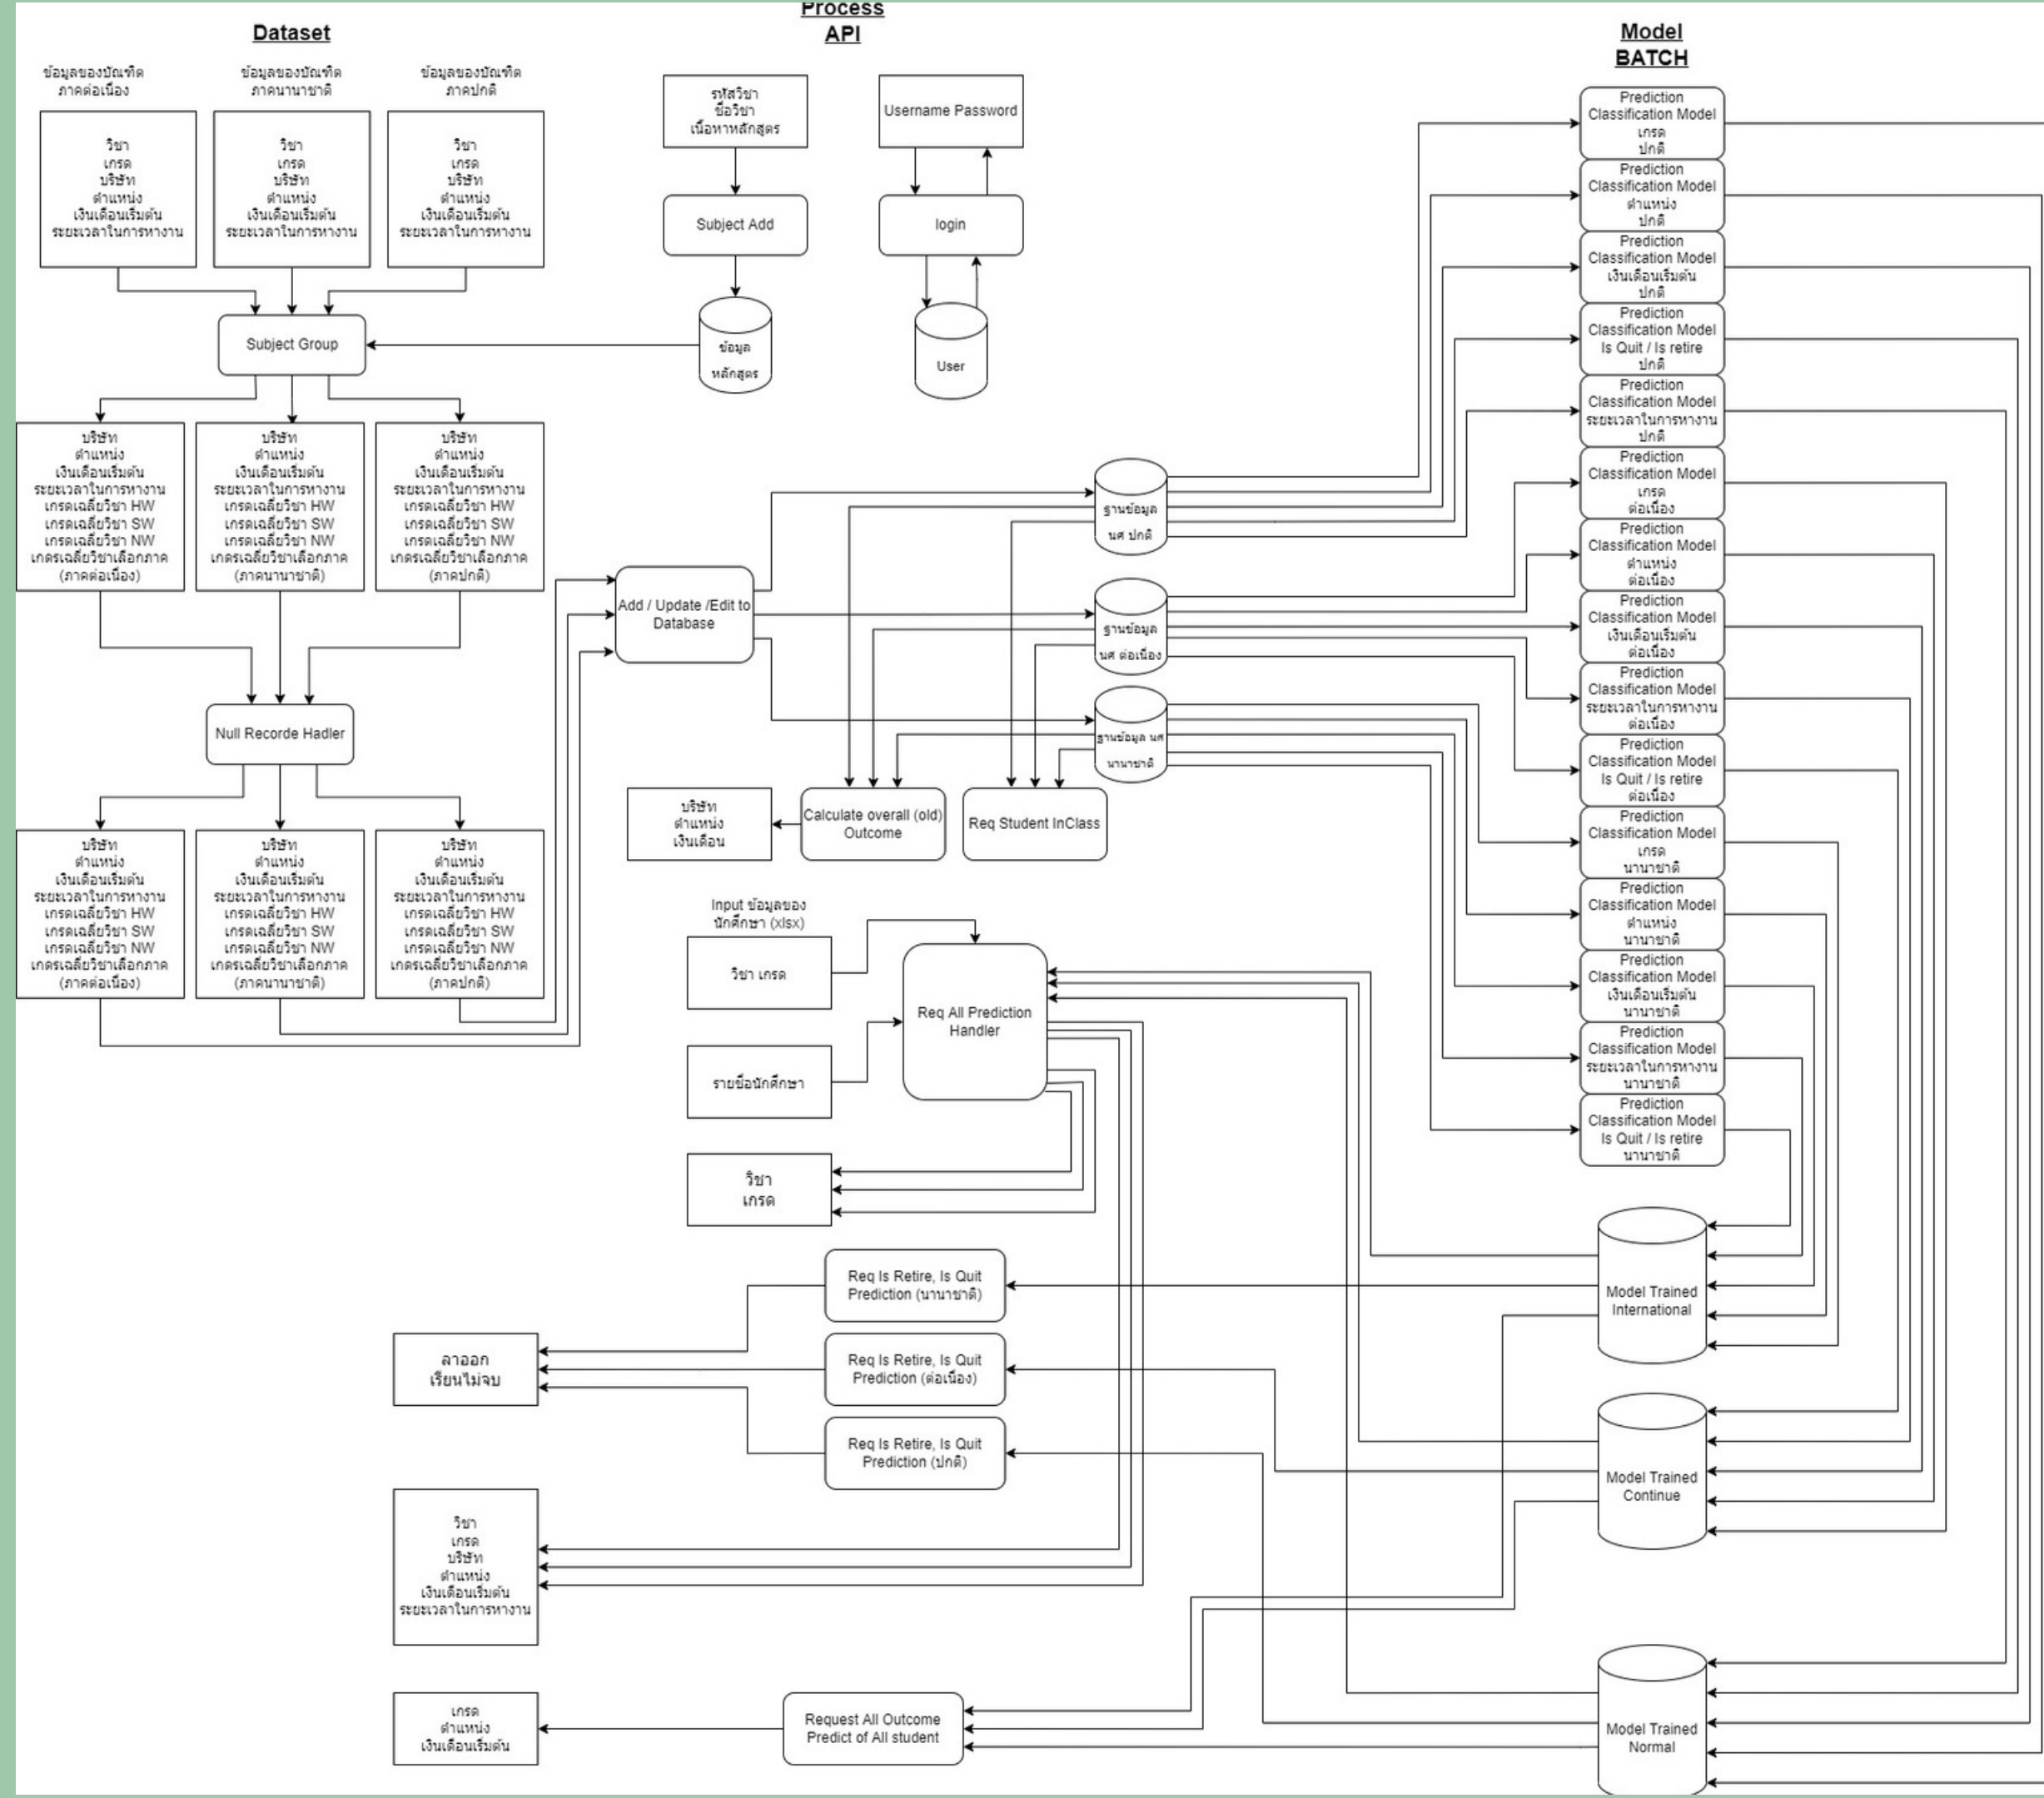 Dataset
Process
API
Model
BATCH
ข้อมูลของบัณฑิต
ภาคต่อเนื่อง
ข้อมูลของบัณฑิต
ภาคนานาชาติ
ข้อมูลของบัณฑิต
ภาคปกติ
วิชา
เกรด
บริษัท
ตำแหน่ง
เงินเดือนเริ่มต้น
ระยะเวลาในการหางาน
วิชา
เกรด
บริษัท
ตำแหน่ง
เงินเดือนเริ่มต้น
ระยะเวลาในการหางาน
วิชา
เกรด
บริษัท
ตำแหน่ง
เงินเดือนเริ่มต้น
ระยะเวลาในการหางาน
Subject Group
บริษัท
ตำแหน่ง
เงินเดือนเริ่มต้น
ระยะเวลาในการหางาน
เกรดเฉลี่ยวิชา HW
เกรดเฉลี่ยวิชา SW
เกรดเฉลี่ยวิชา NW
เกดรเฉลี่ยวิชาเลือกภาค
(ภาคต่อเนื่อง)
บริษัท
ตำแหน่ง
เงินเดือนเริ่มต้น
ระยะเวลาในการหางาน
เกรดเฉลี่ยวิชา HW
เกรดเฉลี่ยวิชา SW
เกรดเฉลี่ยวิชา NW
เกดรเฉลี่ยวิชาเลือกภาค
(ภาคนานาชาติ)
บริษัท
ตำแหน่ง
เงินเดือนเริ่มต้น
ระยะเวลาในการหางาน
เกรดเฉลี่ยวิชา HW
เกรดเฉลี่ยวิชา SW
เกรดเฉลี่ยวิชา NW
เกดรเฉลี่ยวิชาเลือกภาค
(ภาคปกติ)
Null Recorde Hadler
บริษัท
ตำแหน่ง
เงินเดือนเริ่มต้น
ระยะเวลาในการหางาน
เกรดเฉลี่ยวิชา HW
เกรดเฉลี่ยวิชา SW
เกรดเฉลี่ยวิชา NW
เกดรเฉลี่ยวิชาเลือกภาค
(ภาคต่อเนื่อง)
บริษัท
ตำแหน่ง
เงินเดือนเริ่มต้น
ระยะเวลาในการหางาน
เกรดเฉลี่ยวิชา HW
เกรดเฉลี่ยวิชา SW
เกรดเฉลี่ยวิชา NW
เกดรเฉลี่ยวิชาเลือกภาค
(ภาคนานาชาติ)
บริษัท
ตำแหน่ง
เงินเดือนเริ่มต้น
ระยะเวลาในการหางาน
เกรดเฉลี่ยวิชา HW
เกรดเฉลี่ยวิชา SW
เกรดเฉลี่ยวิชา NW
เกดรเฉลี่ยวิชาเลือกภาค
(ภาคปกติ)
รหัสวิชา
ชื่อวิชา
เนื้อหาหลักสูตร
Subject Add
ข้อมูล
หลักสูตร
Username Password
login
User
Add / Update /Edit to
Database
ฐานข้อมูล
นศ ปกติ
ฐานข้อมูล
นศ ต่อเนื่อง
ฐานข้อมูล นศ
นานาชาติ
บริษัท
ตำแหน่ง
เงินเดือน
Calculate overall (old)
Outcome
Req Student InClass
Input ข้อมูลของ
นักศึกษา (xlsx)
วิชา เกรด
รายชื่อนักศึกษา
Req All Prediction
Handler
วิชา
เกรด
Req Is Retire, Is Quit
Prediction (นานาชาติ)
Req Is Retire, Is Quit
Prediction (ต่อเนื่อง)
Req Is Retire, Is Quit
Prediction (ปกติ)
ลาออก
เรียนไม่จบ
วิชา
เกรด
บริษัท
ตำแหน่ง
เงินเดือนเริ่มต้น
ระยะเวลาในการหางาน
เกรด
ตำแหน่ง
เงินเดือนเริ่มต้น
Request All Outcome
Predict of All student
Prediction
Classification Model
เกรด
ปกติ
Prediction
Classification Model
ตำแหน่ง
ปกติ
Prediction
Classification Model
เงินเดือนเริ่มต้น
ปกติ
Prediction
Classification Model
Is Quit / Is retire
ปกติ
Prediction
Classification Model
ระยะเวลาในการหางาน
ปกติ
Prediction
Classification Model
เกรด
ต่อเนื่อง
Prediction
Classification Model
ตำแหน่ง
ต่อเนื่อง
Prediction
Classification Model
เงินเดือนเริ่มต้น
ต่อเนื่อง
Prediction
Classification Model
ระยะเวลาในการหางาน
ต่อเนื่อง
Prediction
Classification Model
Is Quit / Is retire
ต่อเนื่อง
Prediction
Classification Model
เกรด
นานาชาติ
Prediction
Classification Model
ตำแหน่ง
นานาชาติ
Prediction
Classification Model
เงินเดือนเริ่มต้น
นานาชาติ
Prediction
Classification Model
ระยะเวลาในการหางาน
นานาชาติ
Prediction
Classification Model
Is Quit / Is retire
นานาชาติ
Model Trained
International
Model Trained
Continue
Model Trained
Normal